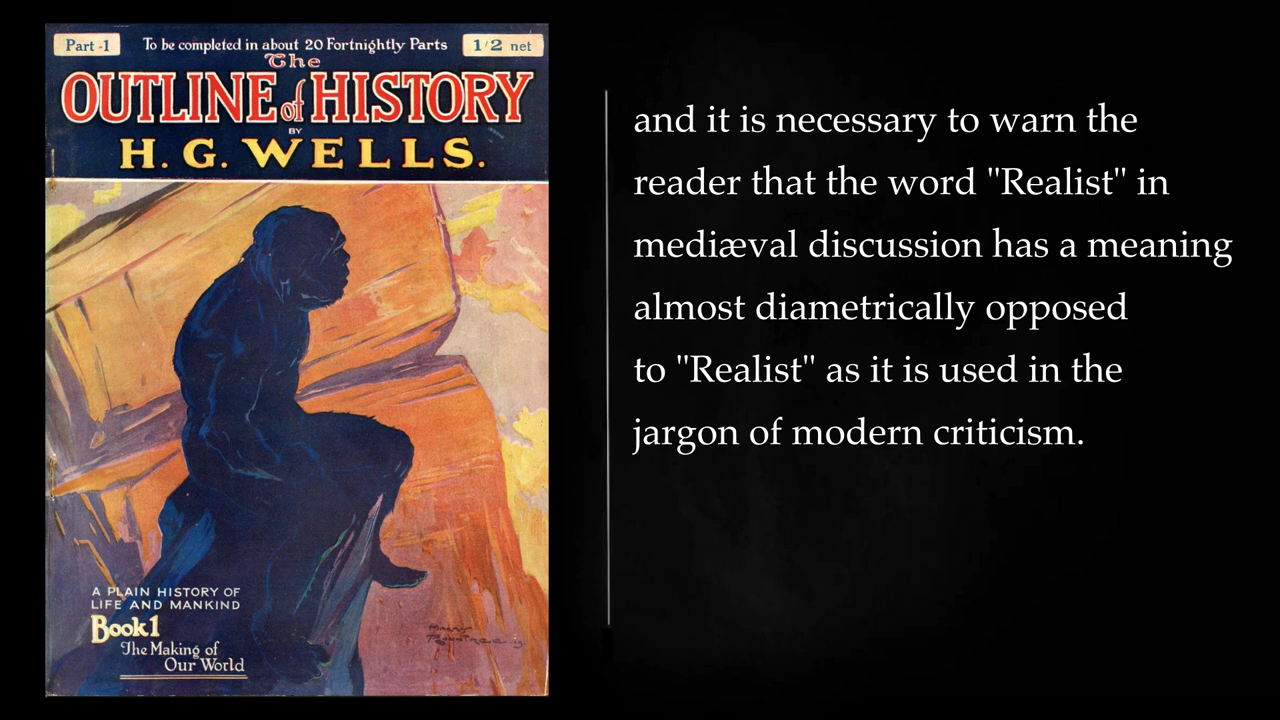 Part -1
To be completed in about 20 Fortnightly Parts
1/2 net
The
OUTLINE of HISTORY
BY
H. G. WELLS.
A PLAIN HISTORY OF
LIFE AND MANKIND
Book 1
The Making of
Our World
and it is necessary to warn the
reader that the word "Realist" in
mediæval discussion has a meaning
almost diametrically opposed
to "Realist" as it is used in the
jargon of modern criticism.